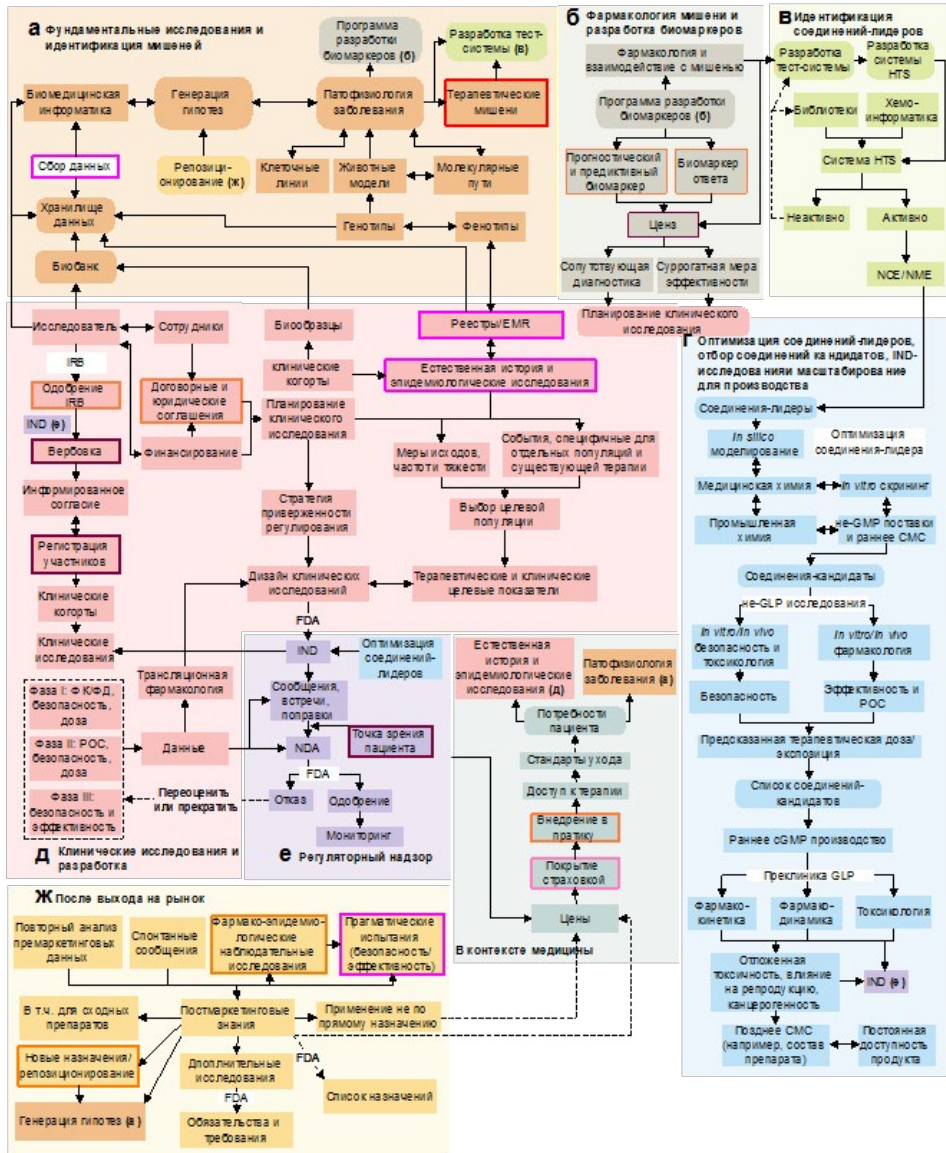 а Фундаментальные исследования и
идентификация мишеней
Программа
разработки
биомаркеров (б)
Разработка тест-
системы (в)
Биомедицинская
информатика
Генерация
гипотез
Патофизиология
заболевания
Терапевтические
мишени
Сбор данных
Репозици-
онирование (ж)
Клеточные
линии
Животные
модели
Молекулярные
пути
Хранилище
данных
Генотипы
Фенотипы
Биобанк
б Фармакология мишени и
разработка биомаркеров
Фармакология и
взаимодействие с мишенью
Программа разработки
биомаркеров (б)
Прогностический
и предиктивный
биомаркер
Биомаркер
ответа
Ценз
Сопутствующая
диагностика
Суррогатная мера
эффективности
Планирование клинического
исследования
в Идентификация
соединений-лидеров
Разработка
тест-системы
Разработка
системы
HTS
Библиотеки
Хемо-
информатика
Система HTS
Неактивно
Активно
NCE/NME
Исследователь
Сотрудники
Биообразцы
Реестры/EMR
IRB
клинические
когорты
Естественная история и
эпидемиологические исследования
Одобрение
IRB
Договорные и
юридические
соглашения
Планирование
клинического
исследования
IND (е)
Вербовка
Финансирование
Меры исходов,
частоты тяжести
События, специфичные для
отдельных популяций и
существующей терапии
Информированное
согласие
Стратегия
приверженности
регулирования
Выбор целевой
популяции
Регистрация
участников
Клинические
когорты
Дизайн клинических
исследований
Терапевтические и клинические
целевые показатели
FDA
Клинические
исследования
Трансляционная
фармакология
Фаза I: ФК/ФД,
безопасность,
доза
Фаза II: POC,
безопасность,
доза
Данные
Фаза III:
безопасность и
эффективность
Переоценить
или прекратить
д Клинические исследования и
разработка
IND
Оптимизация
соединений-
лидеров
Сообщения,
встречи,
поправки
NDA
Точка зрения
пациента
FDA
Отказ
Одобрение
Мониторинг
е Регуляторный надзор
Естественная
история и
эпидемиологические
исследования (д)
Патофизиология
заболевания (а)
Потребности
пациента
Стандарты ухода
Доступ к терапии
Внедрение в
пратику
Покрытие
страховкой
Цены
В контексте медицины
г Оптимизация соединений-лидеров,
отбор соединений кандидатов, IND-
исследованияи масштабирование
для производства
Соединения-лидеры
In silico
моделирование
Оптимизация
соединения-лидера
Медицинская химия
In vitro скрининг
Промышленная
химия
не-GMP поставки
и раннее CMC
Соединения-кандидаты
не-GLP исследования
In vitro/In vivo
безопасность и
токсикология
In vitro/In vivo
фармакология
Безопасность
Эффективность и
POC
Предсказанная терапевтическая доза/
экспозиция
Список соединений-
кандидатов
Раннее cGMP производство
Преклиника GLP
Фармако-
кинетика
Фармако-
динамика
Токсикология
Отложенная
токсичность, влияние
на репродукцию,
канцерогенность
IND (е)
Позднее CMC
(например, состав
препарата)
Постоянная
доступность
продукта
Ж После выхода на рынок
Повторный анализ
премаркетинговых
данных
Спонтанные
сообщения
Фармако-эпидемио-
логические
наблюдательные
исследования
Прагматические
испытания
(безопасность/
эффективность)
В т.ч. для сходных
препаратов
Постмаркетинговые
знания
Применение не по
прямому назначению
Новые назначения/
репозиционирование
Дполнительные
исследования
FDA
FDA
Список назначений
Генерация гипотез (а)
Обязательства и
требования